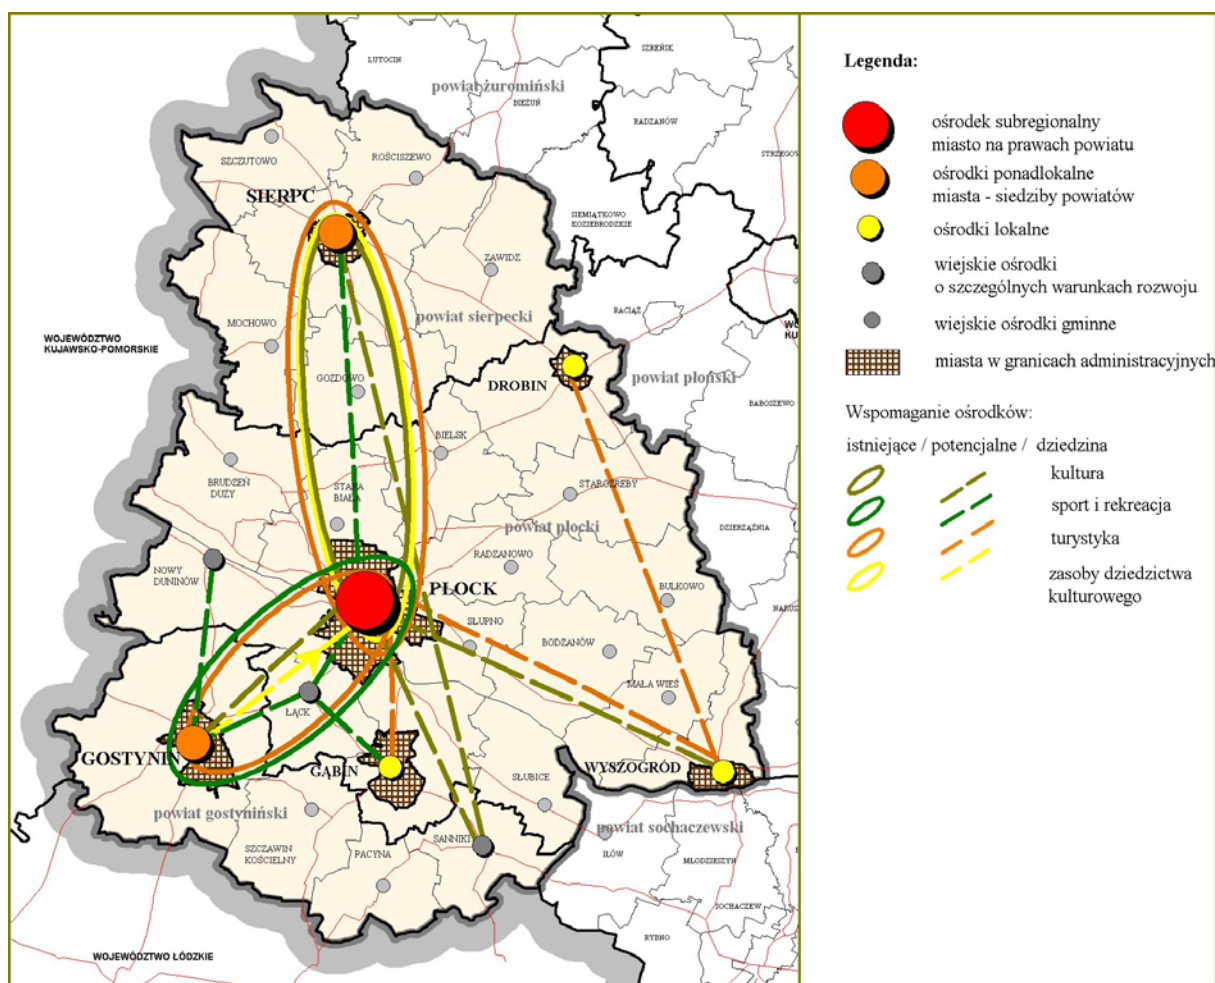 LUTOCIN
SZREŃSK
powiat żuromiński
BIEŻUŃ
RADZANÓW
STRZEGOW
SZCZUTOWO
ROŚCISZEWO
SIERPC
SIEMIĄTKOWO
KOZIEBRODZKIE
ZAWIDZ
RACIĄŻ
MOCHOWO
powiat sierpecki
WOJEWÓDZTWO
KUJAWSKO-POMORSKIE
GOZDOWO
DROBIN
powiat płoński
BABOSZEWO
BIELSK
BRUDZEŃ
DUŻY
STARA
BIAŁA
STAROŹREBY
powiat płocki
DZIERZĄŻNIA
RADZANOWO
NOWY
DUNINÓW
PŁOCK
BULKOWO
NARUS
SŁUPNO
BODZANÓW
MAŁA WIEŚ
ŁĄCK
GOSTYNIN
GĄBIN
WYSZOGRÓD
SŁUBICE
powiat gostyniński
powiat sochaczewski
SANNIKI
SZCZAWIN
KOŚCIELNY
PACYNA
IŁÓW
MŁODZIESZYN
SOCHACZEW
RYBNO
WOJEWÓDZTWO ŁÓDZKIE
Legenda:
ośrodek subregionalny
miasto na prawach powiatu
ośrodki ponadlokalne
miasta - siedziby powiatów
ośrodki lokalne
wiejskie ośrodki
o szczególnych warunkach rozwoju
wiejskie ośrodki gminne
miasta w granicach administracyjnych
Wspomaganie ośrodków:
istniejące / potencjalne / dziedzina
kultura
sport i rekreacja
turystyka
zasoby dziedzictwa
kulturowego